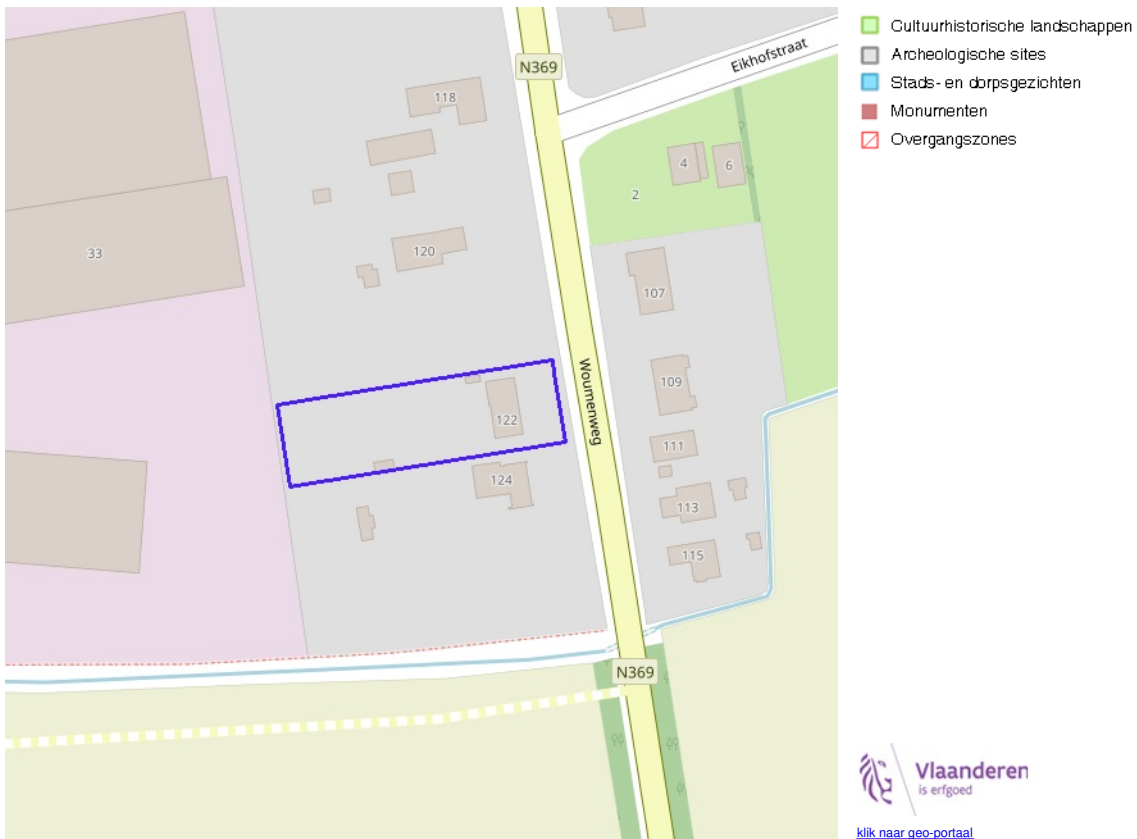 N369
Eikhofstraat
118
4
6
2
120
33
107
Woumenweg
109
122
111
124
113
115
N369
Cultuurhistorische landschappen
Archeologische sites
Stads- en dorpsgezichten
Monumenten
Overgangszones
Vlaanderen
is erfgoed
klik naar geo-portaal